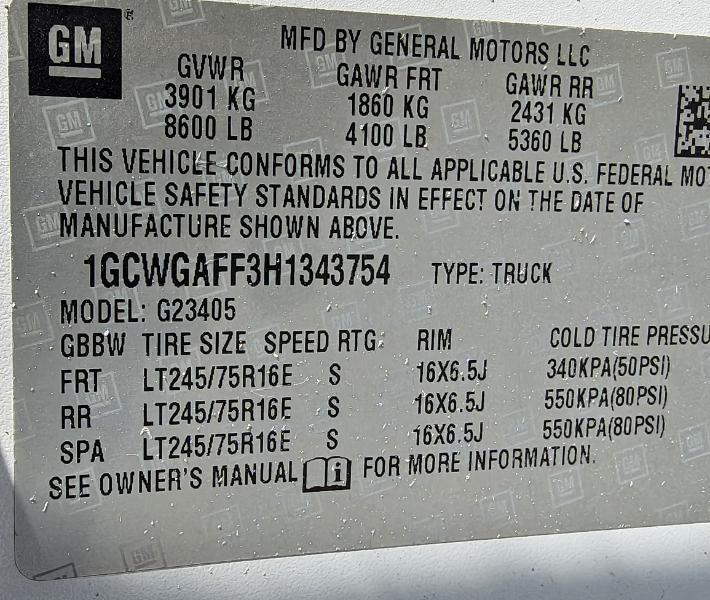 GM
MFD BY GENERAL MOTORS LLC
GVWR GAWR FRT GAWR RR
3901 KG 1860 KG 2431 KG
8600 LB 4100 LB 5360 LB
THIS VEHICLE CONFORMS TO ALL APPLICABLE U.S. FEDERAL MOT
VEHICLE SAFETY STANDARDS IN EFFECT ON THE DATE OF
MANUFACTURE SHOWN ABOVE.
1GCWGAFF3H1343754 TYPE: TRUCK
MODEL: G23405
GBBW TIRE SIZE SPEED RTG RIM COLD TIRE PRESSU
FRT LT245/75R16E S 16X6.5J 340KPA(50PSI)
RR LT245/75R16E S 16X6.5J 550KPA(80PSI)
SPA LT245/75R16E S 16X6.5J 550KPA(80PSI)
SEE OWNER'S MANUAL FOR MORE INFORMATION.